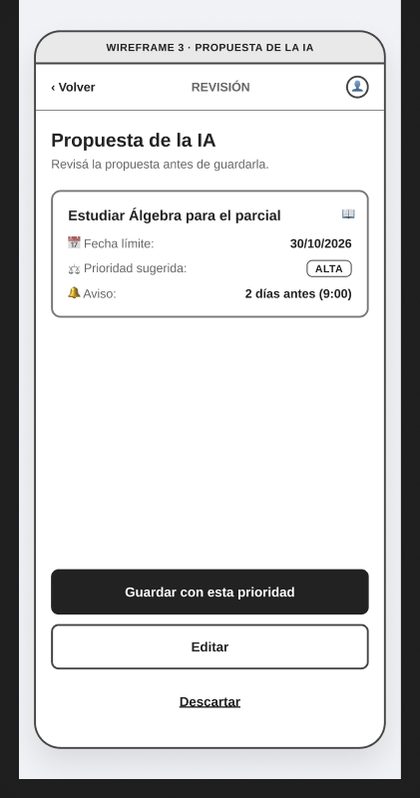 WIREFRAME 3 · PROPUESTA DE LA IA
‹ Volver REVISIÓN
Propuesta de la IA
Revisá la propuesta antes de guardarla.
Estudiar Álgebra para el parcial
Fecha límite: 30/10/2026
Prioridad sugerida: ALTA
Aviso: 2 días antes (9:00)
Guardar con esta prioridad
Editar
Descartar